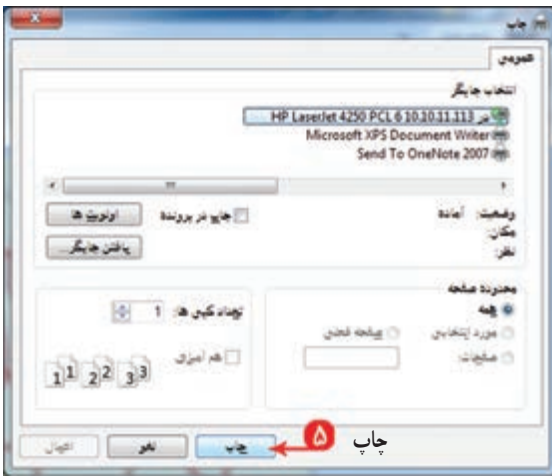 چاپ
عمومی
انتخاب چاپگر
HP LaserJet 4250 PCL 6 10.10.11.113 در
Microsoft XPS Document Writer
Send To OneNote 2007
وضعیت: آماده
چاپ در پرونده
اولویت ها
مکان:
نظر:
یافتن چاپگر...
محدوده صفحه
همه
مورد انتخابی
صفحه فعلی
صفحات:
تعداد کپی ها: 1
هم آمیزی
1 1 2 2 3 3
چاپ
لغو
اعمال
۵ چاپ